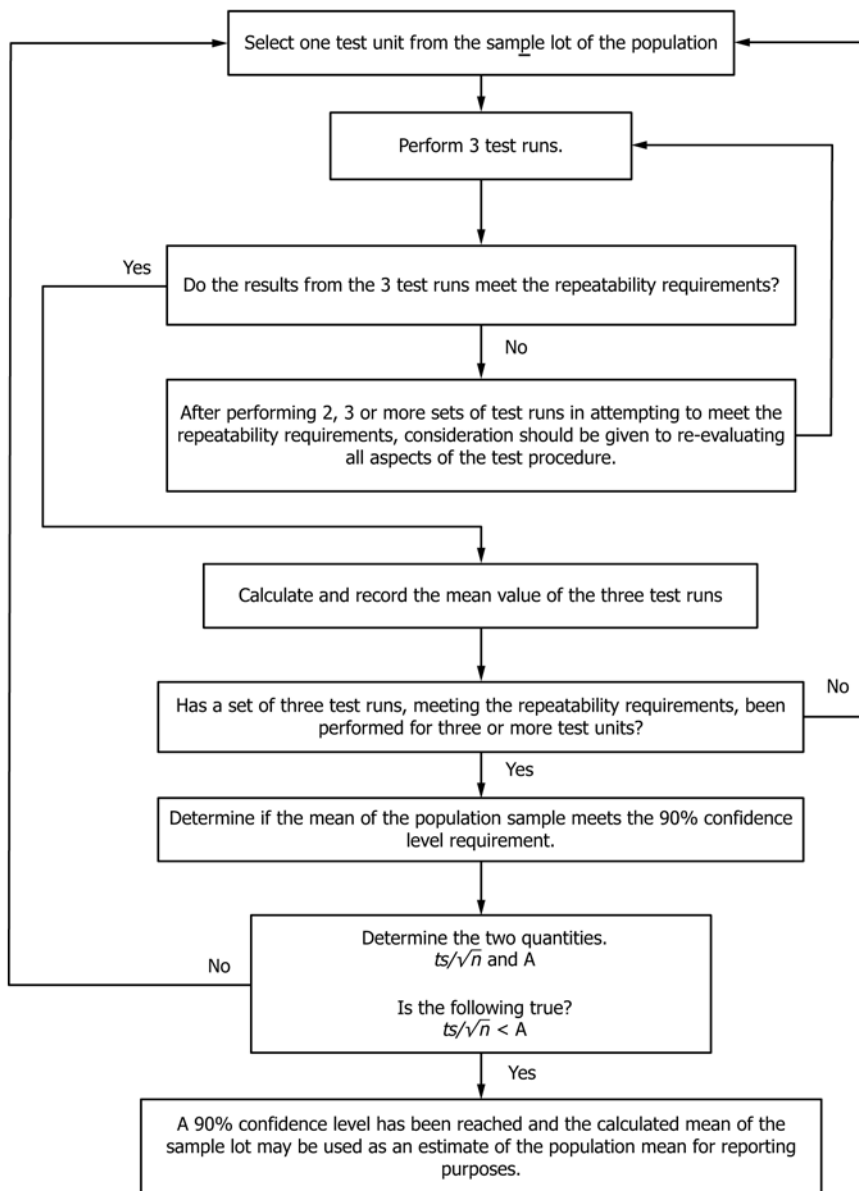 Select one test unit from the sample lot of the population
Perform 3 test runs.
Yes
Do the results from the 3 test runs meet the repeatability requirements?
No
After performing 2, 3 or more sets of test runs in attempting to meet the
repeatability requirements, consideration should be given to re-evaluating
all aspects of the test procedure.
Calculate and record the mean value of the three test runs
No
Has a set of three test runs, meeting the repeatability requirements, been
performed for three or more test units?
Yes
Determine if the mean of the population sample meets the 90% confidence
level requirement.
Determine the two quantities.
ts/√n and A
No
Is the following true?
ts/√n < A
Yes
A 90% confidence level has been reached and the calculated mean of the
sample lot may be used as an estimate of the population mean for reporting
purposes.